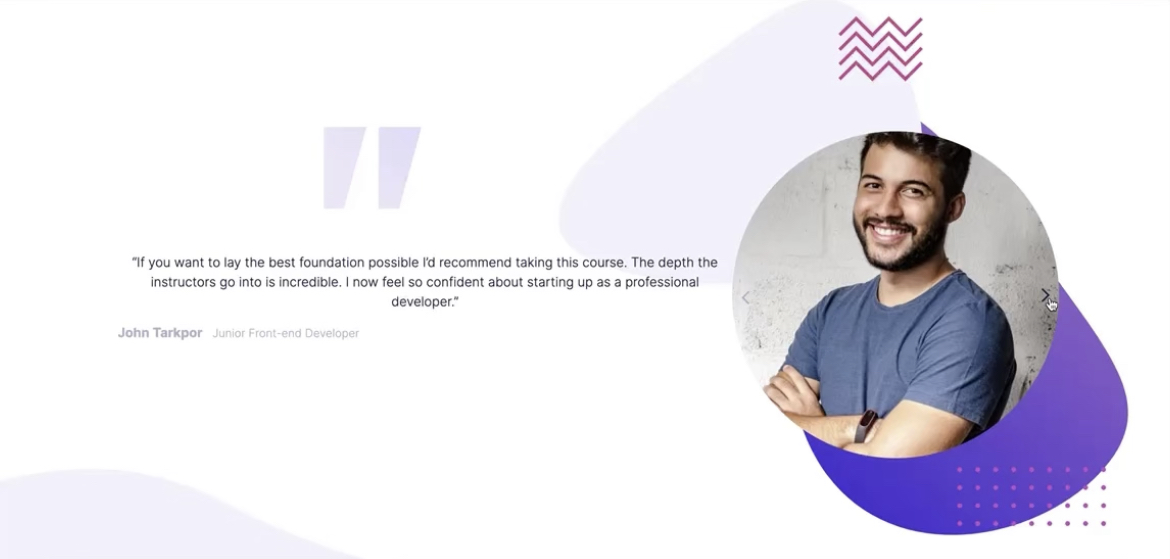 "If you want to lay the best foundation possible I'd recommend taking this course. The depth the
instructors go into is incredible. I now feel so confident about starting up as a professional
developer."
John Tarkpor Junior Front-end Developer